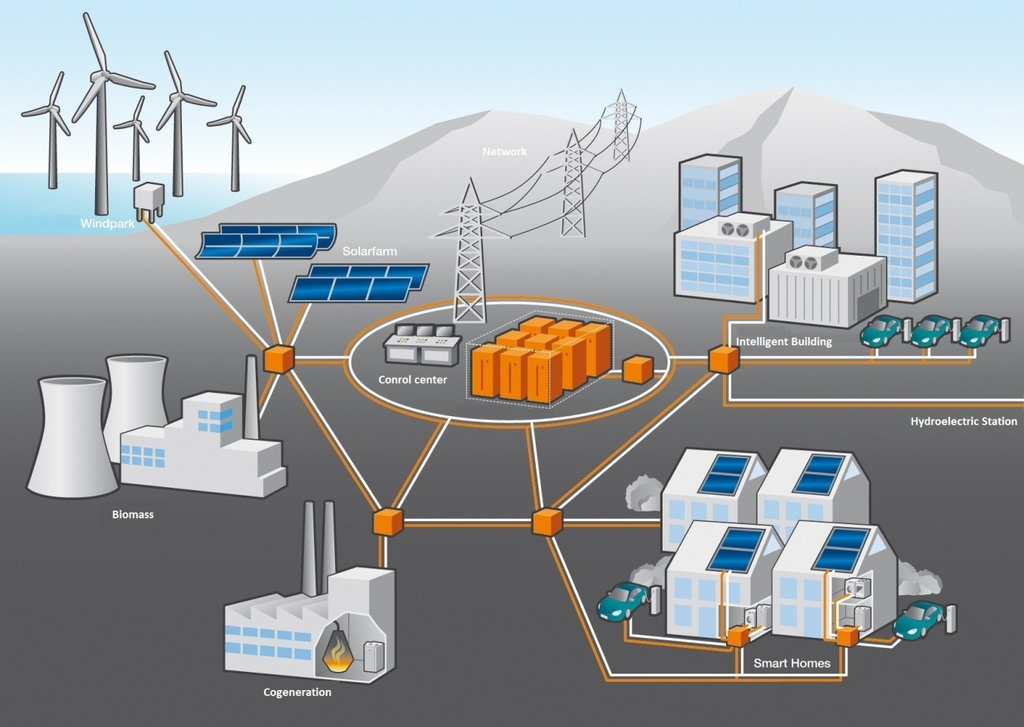 Network
Windpark
Solarfarm
Intelligent Building
Conrol center
Hydroelectric Station
Biomass
Smart Homes
Cogeneration